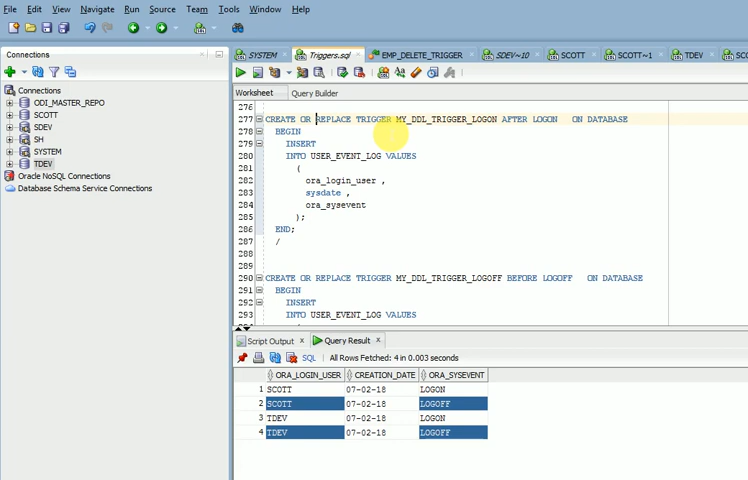 File Edit View Navigate Run Source Team Tools Window Help
Connections
SYSTEM Triggers.sql EMP_DELETE_TRIGGER SDEV~10 SCOTT SCOTT~1 TDEV SC
Connections
ODI_MASTER_REPO
SCOTT
SDEV
SH
SYSTEM
TDEV
Oracle NoSQL Connections
Database Schema Service Connections
Worksheet Query Builder
276
277 CREATE OR REPLACE TRIGGER MY_DDL_TRIGGER_LOGON AFTER LOGON ON DATABASE
278 BEGIN
279 INSERT
280 INTO USER_EVENT_LOG VALUES
281 (
282 ora_login_user ,
283 sysdate ,
284 ora_sysevent
285 );
286 END;
287 /
288
289
290 CREATE OR REPLACE TRIGGER MY_DDL_TRIGGER_LOGOFF BEFORE LOGOFF ON DATABASE
291 BEGIN
292 INSERT
293 INTO USER_EVENT_LOG VALUES
Script Output Query Result
SQL All Rows Fetched: 4 in 0.003 seconds
ORA_LOGIN_USER CREATION_DATE ORA_SYSEVENT
1 SCOTT 07-02-18 LOGON
2 SCOTT 07-02-18 LOGOFF
3 TDEV 07-02-18 LOGON
4 TDEV 07-02-18 LOGOFF